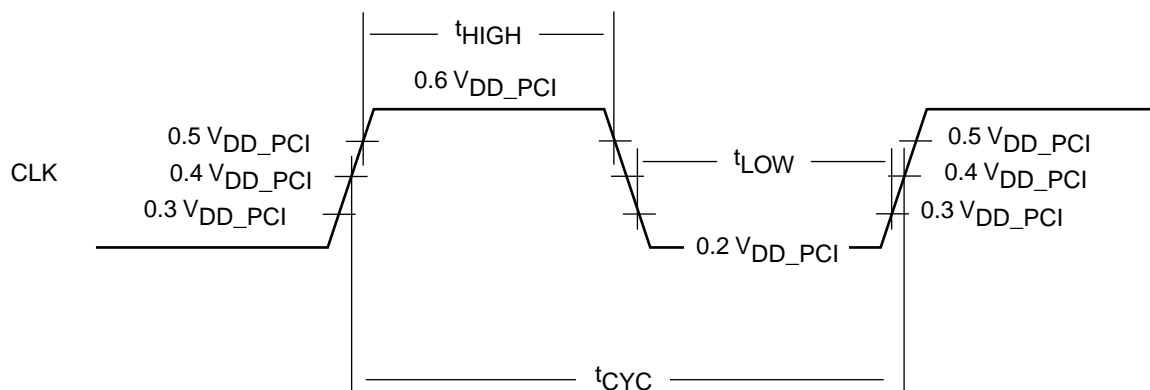 tHIGH
0.6 VDD_PCI
0.5 VDD_PCI
0.5 VDD_PCI
CLK
0.4 VDD_PCI
tLOW
0.4 VDD_PCI
0.3 VDD_PCI
0.3 VDD_PCI
0.2 VDD_PCI
tCYC